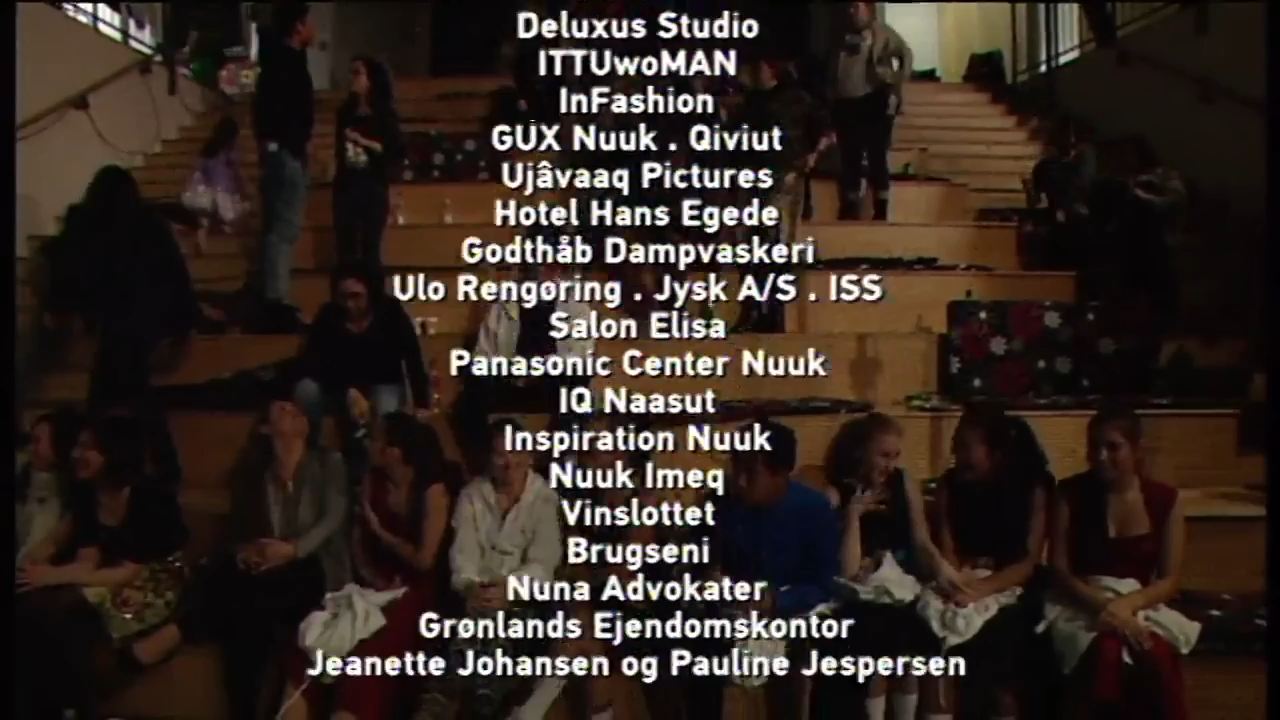 Deluxus Studio
ITTUwoMAN
InFashion
GUX Nuuk . Qiviut
Ujâvaaq Pictures
Hotel Hans Egede
Godthåb Dampvaskeri
Ulo Rengøring . Jysk A/S . ISS
Salon Elisa
Panasonic Center Nuuk
IQ Naasut
Inspiration Nuuk
Nuuk Imeq
Vinslottet
Brugseni
Nuna Advokater
Grønlands Ejendomskontor
Jeanette Johansen og Pauline Jespersen